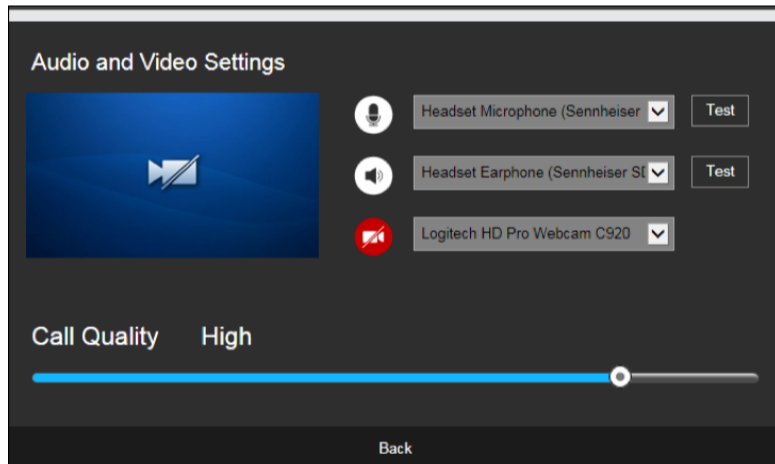 Audio and Video Settings
Headset Microphone (Sennheiser
Test
Headset Earphone (Sennheiser
Test
Logitech HD Pro Webcam C920
Call Quality
High
Back